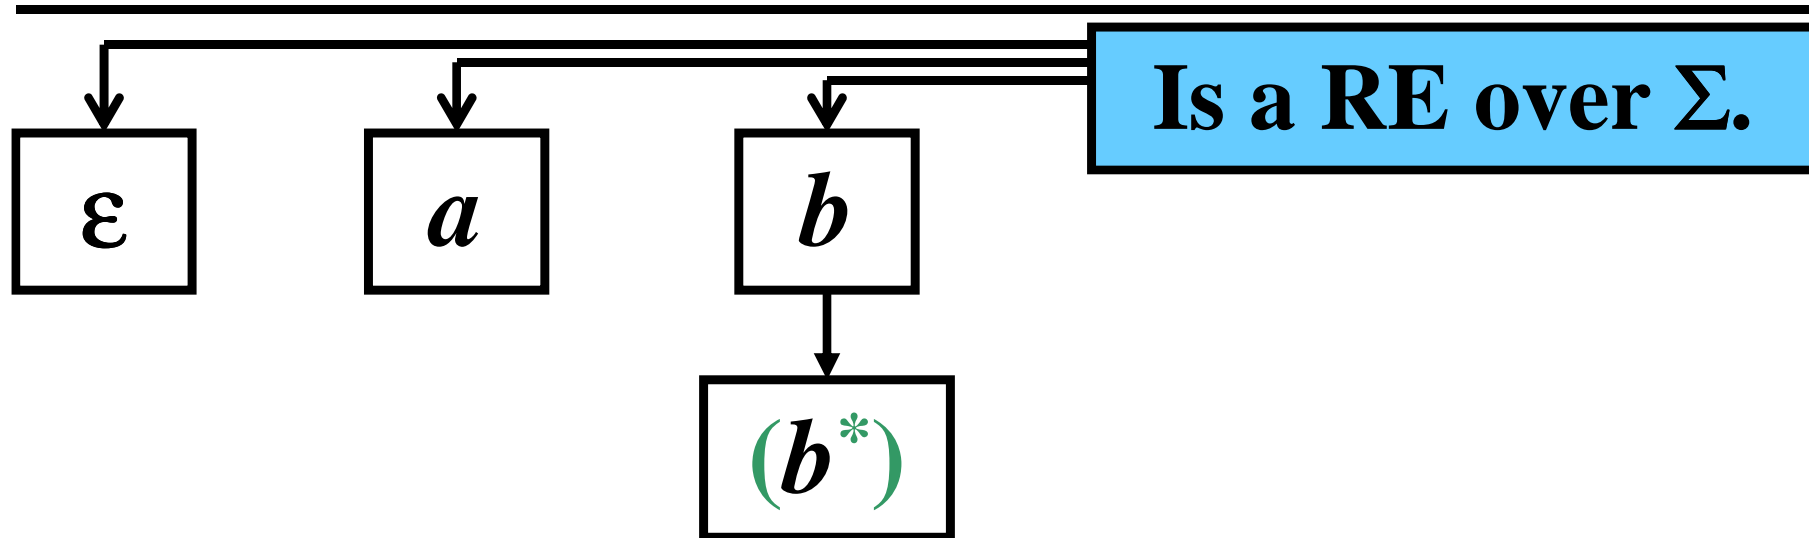 Is a RE over Σ.
ε a b
(b*)